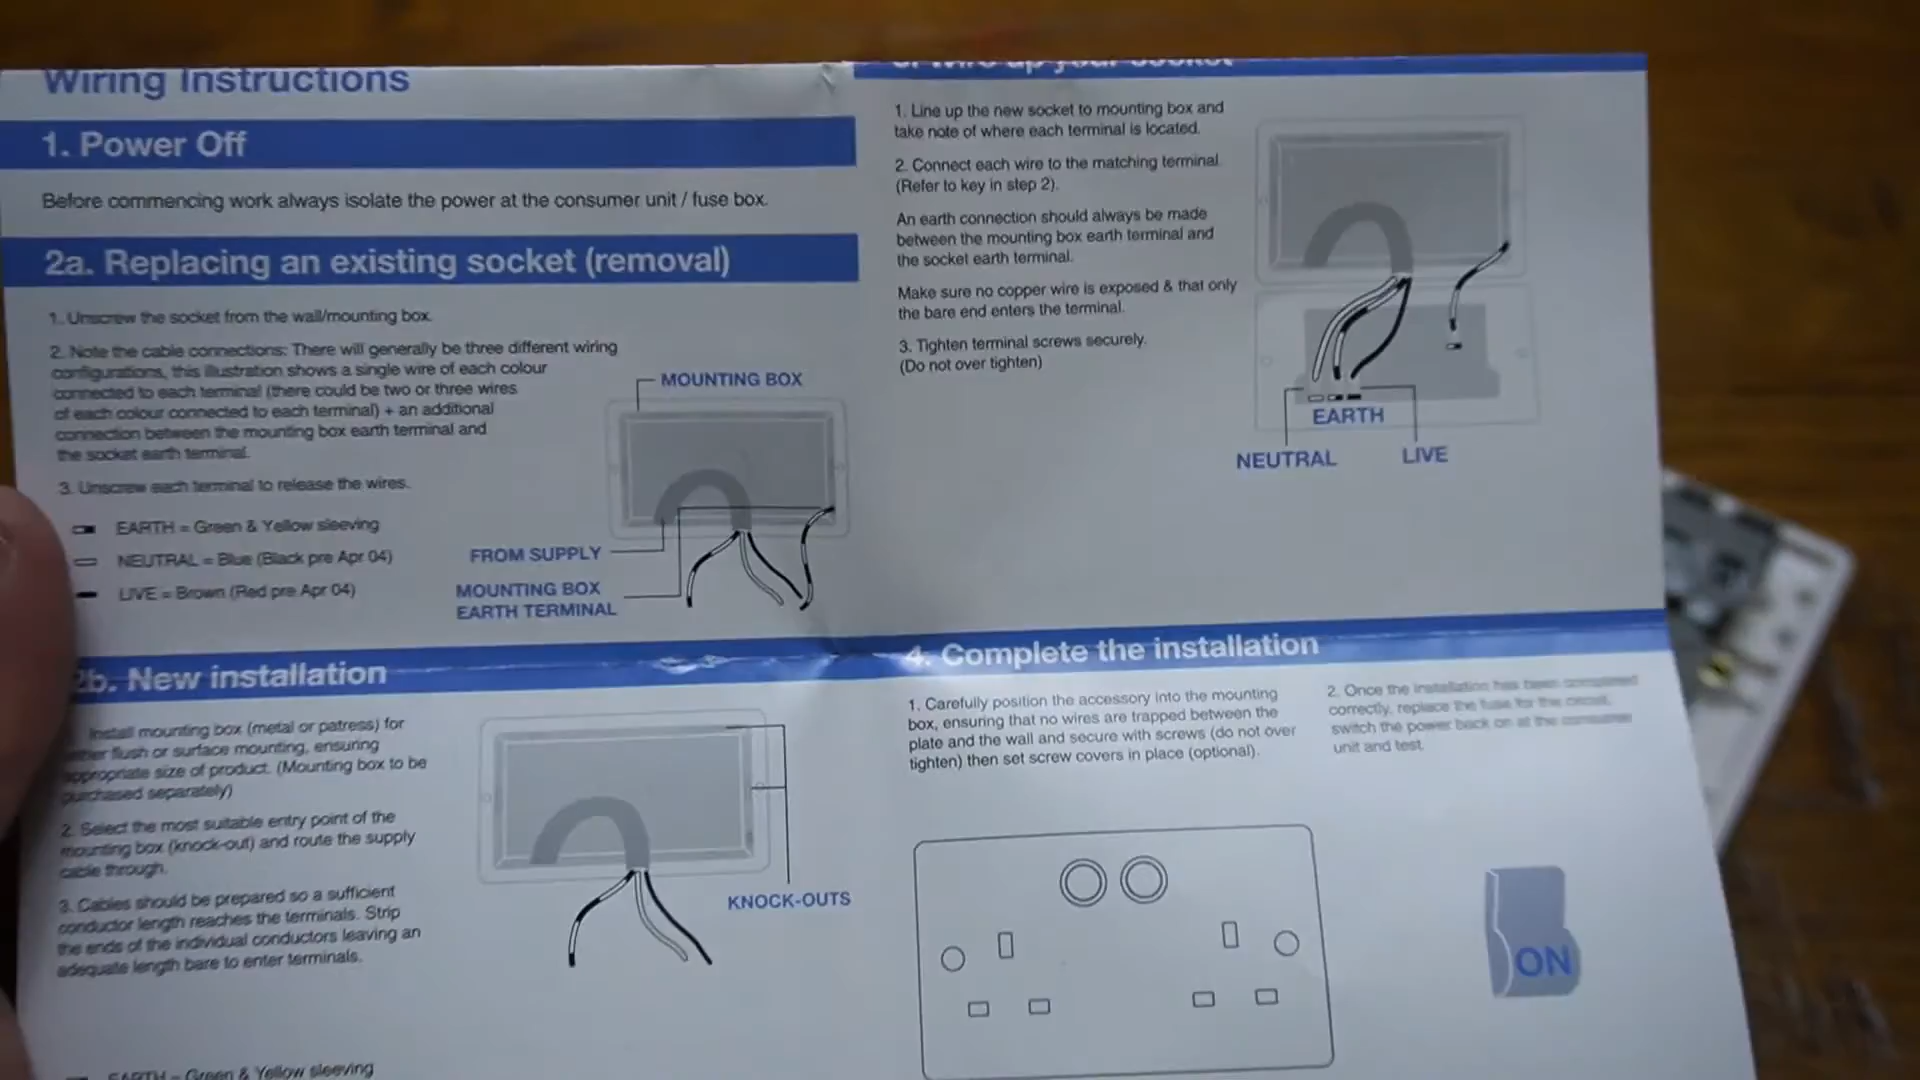 Wiring Instructions
1. Power Off
Before commencing work always isolate the power at the consumer unit / fuse box.
2a. Replacing an existing socket (removal)
1. Unscrew the socket from the wall/mounting box.
2. Note the cable connections: There will generally be three different wiring
configurations, this illustration shows a single wire of each colour
connected to each terminal (there could be two or three wires
of each colour connected to each terminal) + an additional
connection between the mounting box earth terminal and
the socket earth terminal.
3. Unscrew each terminal to release the wires.
EARTH = Green & Yellow sleeving
NEUTRAL = Blue (Black pre Apr 04)
LIVE = Brown (Red pre Apr 04)
MOUNTING BOX
FROM SUPPLY
MOUNTING BOX
EARTH TERMINAL
2b. New installation
Install mounting box (metal or patress) for
either flush or surface mounting, ensuring
appropriate size of product. (Mounting box to be
purchased separately)
2. Select the most suitable entry point of the
mounting box (knock-out) and route the supply
cable through.
3. Cables should be prepared so a sufficient
conductor length reaches the terminals. Strip
the ends of the individual conductors leaving an
adequate length bare to enter terminals.
KNOCK-OUTS
EARTH = Green & Yellow sleeving
3. Wire up your socket
1. Line up the new socket to mounting box and
take note of where each terminal is located.
2. Connect each wire to the matching terminal.
(Refer to key in step 2).
An earth connection should always be made
between the mounting box earth terminal and
the socket earth terminal.
Make sure no copper wire is exposed & that only
the bare end enters the terminal.
3. Tighten terminal screws securely.
(Do not over tighten)
EARTH
NEUTRAL
LIVE
4. Complete the installation
1. Carefully position the accessory into the mounting
box, ensuring that no wires are trapped between the
plate and the wall and secure with screws (do not over
tighten) then set screw covers in place (optional).
2. Once the installation has been completed
correctly, replace the fuse for the circuit,
switch the power back on at the consumer
unit and test.
ON